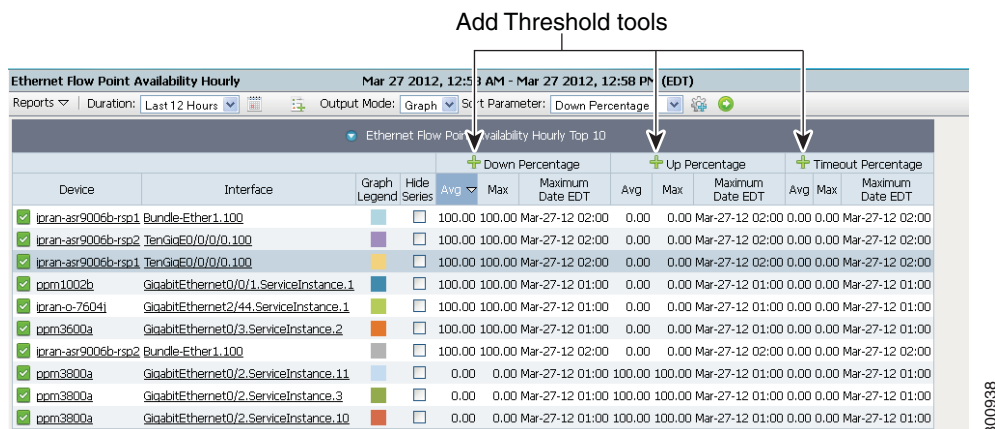 Add Threshold tools
Ethernet Flow Point Availability Hourly Mar 27 2012, 12:58 AM - Mar 27 2012, 12:58 PM (EDT)
Reports Duration: Last 12 Hours Output Mode: Graph Sort Parameter: Down Percentage
Ethernet Flow Point Availability Hourly Top 10
Down Percentage Up Percentage Timeout Percentage
Device Interface Graph Legend Hide Series Avg Max Maximum Date EDT Avg Max Maximum Date EDT Avg Max Maximum Date EDT
ipran-asr9006b-rsp1 Bundle-Ether1.100 100.00 100.00 Mar-27-12 02:00 0.00 0.00 Mar-27-12 02:00 0.00 0.00 Mar-27-12 02:00
ipran-asr9006b-rsp2 TenGigE0/0/0/0.100 100.00 100.00 Mar-27-12 02:00 0.00 0.00 Mar-27-12 02:00 0.00 0.00 Mar-27-12 02:00
ipran-asr9006b-rsp1 TenGigE0/0/0/0.100 100.00 100.00 Mar-27-12 02:00 0.00 0.00 Mar-27-12 02:00 0.00 0.00 Mar-27-12 02:00
ppm1002b GigabitEthernet0/0/1.ServiceInstance.1 100.00 100.00 Mar-27-12 01:00 0.00 0.00 Mar-27-12 01:00 0.00 0.00 Mar-27-12 01:00
ipran-o-7604j GigabitEthernet2/44.ServiceInstance.1 100.00 100.00 Mar-27-12 01:00 0.00 0.00 Mar-27-12 01:00 0.00 0.00 Mar-27-12 01:00
ppm3600a GigabitEthernet0/3.ServiceInstance.2 100.00 100.00 Mar-27-12 01:00 0.00 0.00 Mar-27-12 01:00 0.00 0.00 Mar-27-12 01:00
ipran-asr9006b-rsp2 Bundle-Ether1.100 100.00 100.00 Mar-27-12 02:00 0.00 0.00 Mar-27-12 02:00 0.00 0.00 Mar-27-12 02:00
ppm3800a GigabitEthernet0/2.ServiceInstance.11 0.00 0.00 Mar-27-12 01:00 100.00 100.00 Mar-27-12 01:00 0.00 0.00 Mar-27-12 01:00
ppm3800a GigabitEthernet0/2.ServiceInstance.3 0.00 0.00 Mar-27-12 01:00 100.00 100.00 Mar-27-12 01:00 0.00 0.00 Mar-27-12 01:00
ppm3800a GigabitEthernet0/2.ServiceInstance.10 0.00 0.00 Mar-27-12 01:00 100.00 100.00 Mar-27-12 01:00 0.00 0.00 Mar-27-12 01:00